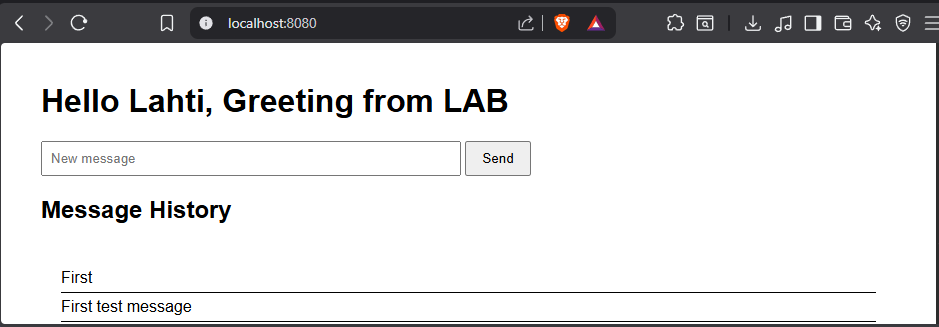 localhost:8080
Hello Lahti, Greeting from LAB
New message
Send
Message History
First
First test message